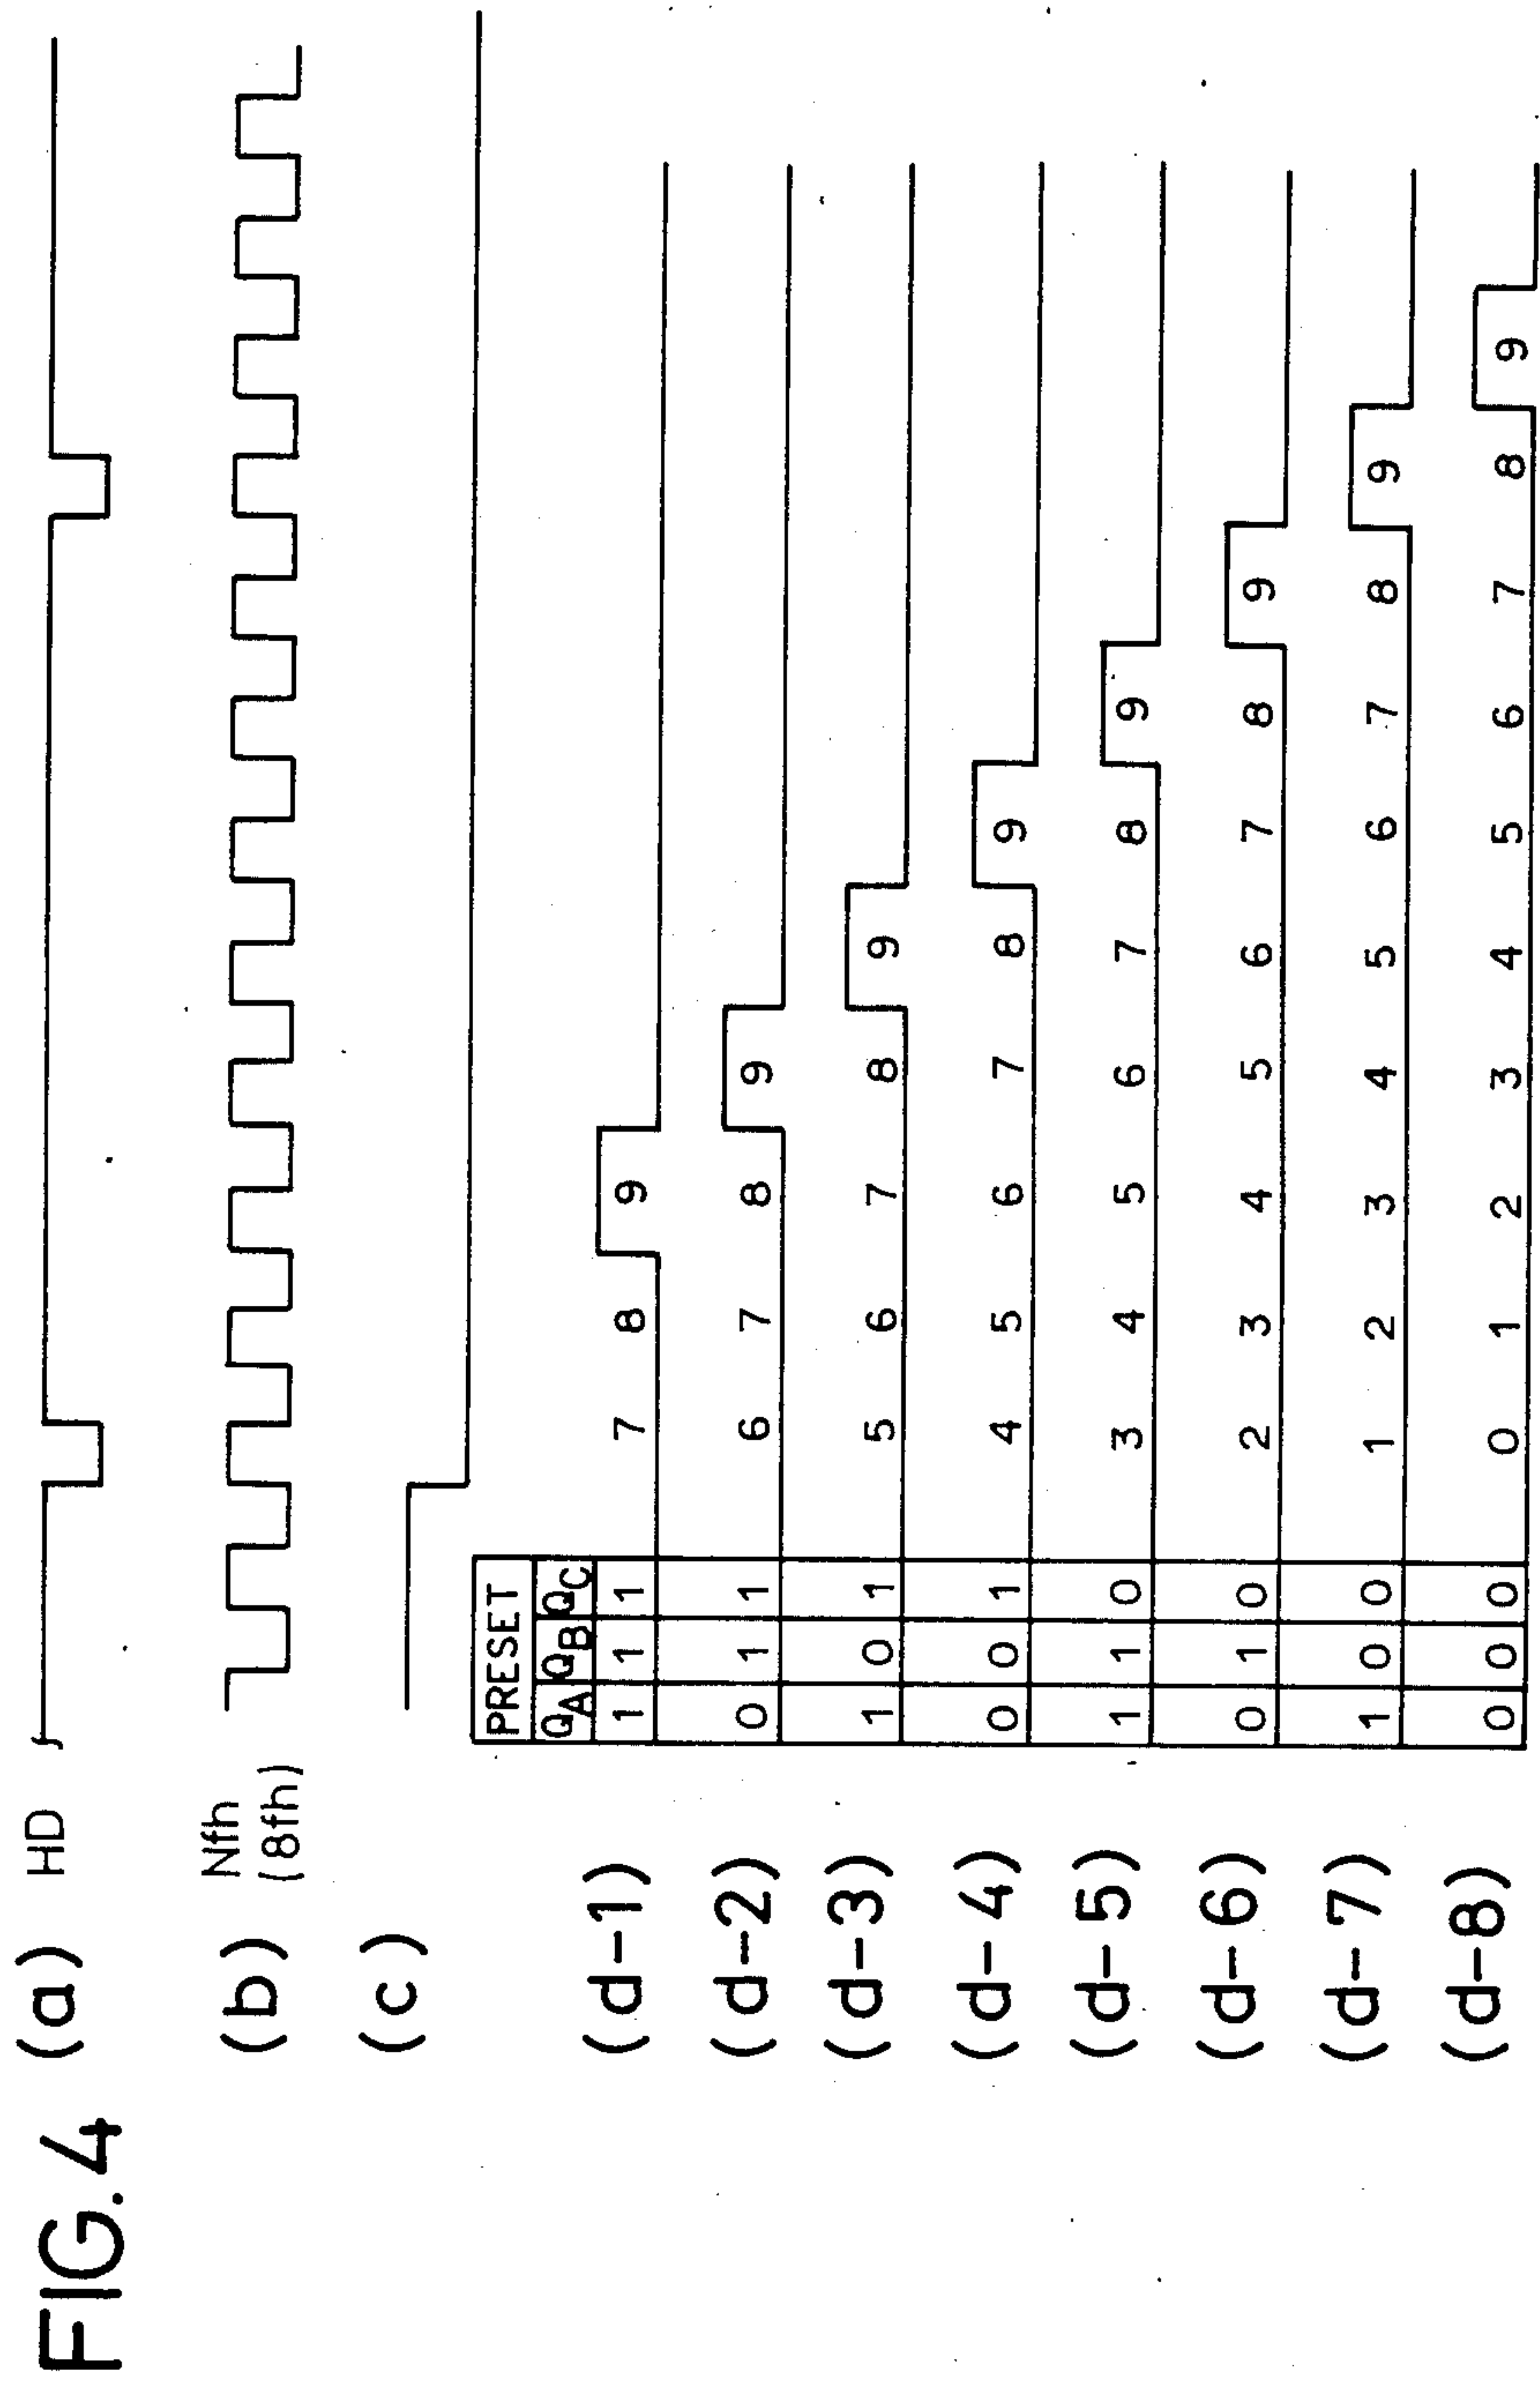 FIG. 4
(a) HD
(b) Nfh
(8fh)
(c)
PRESET
QA QB QC
(d-1) 1 1 1 7 8 9
(d-2) 0 1 1 6 7 8 9
(d-3) 1 0 1 5 6 7 8 9
(d-4) 0 0 1 4 5 6 7 8 9
(d-5) 1 1 0 3 4 5 6 7 8 9
(d-6) 0 1 0 2 3 4 5 6 7 8 9
(d-7) 1 0 0 1 2 3 4 5 6 7 8 9
(d-8) 0 0 0 0 1 2 3 4 5 6 7 8 9